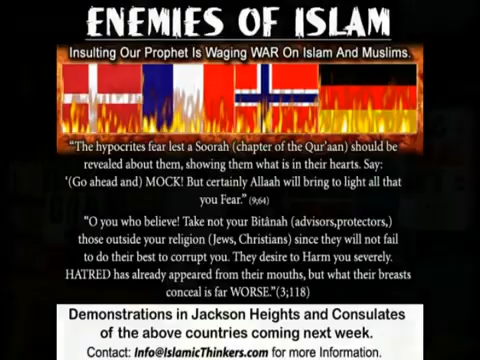 ENEMIES OF ISLAM
Insulting Our Prophet Is Waging WAR On Islam And Muslims.
“The hypocrites fear lest a Soorah (chapter of the Qur’aan) should be
revealed about them, showing them what is in their hearts. Say:
‘(Go ahead and) MOCK! But certainly Allaah will bring to light all that
you Fear.” (9;64)
“O you who believe! Take not your Bitânah (advisors,protectors,)
those outside your religion (Jews, Christians) since they will not fail
to do their best to corrupt you. They desire to Harm you severely.
HATRED has already appeared from their mouths, but what their breasts
conceal is far WORSE.”(3;118)
Demonstrations in Jackson Heights and Consulates
of the above countries coming next week.
Contact: Info@IslamicThinkers.com for more Information.